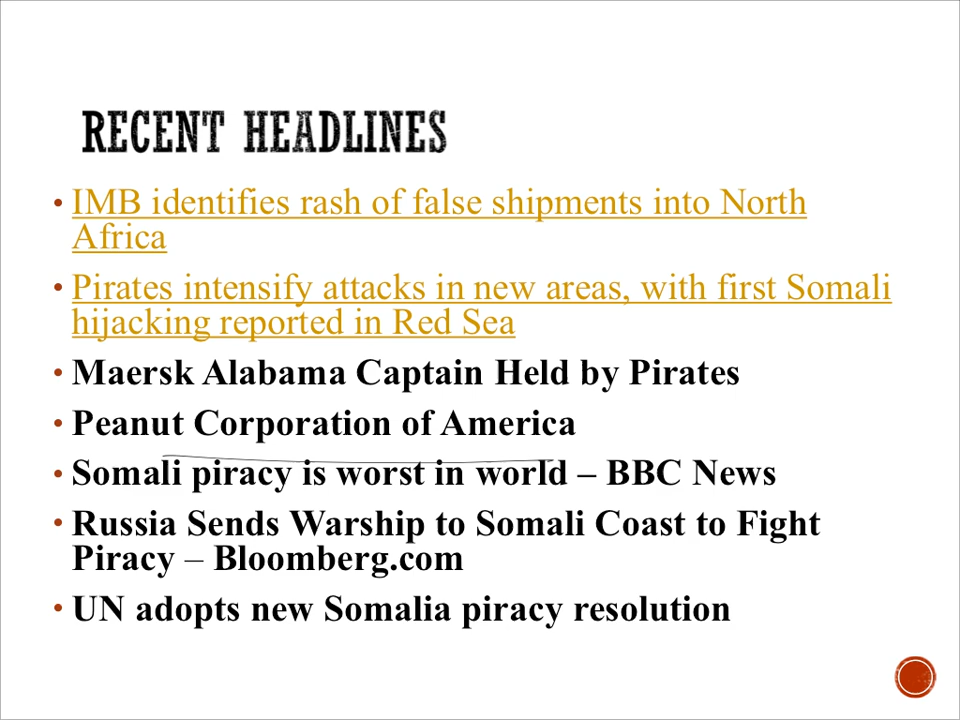 RECENT HEADLINES
• IMB identifies rash of false shipments into North
Africa
• Pirates intensify attacks in new areas, with first Somali
hijacking reported in Red Sea
• Maersk Alabama Captain Held by Pirates
• Peanut Corporation of America
• Somali piracy is worst in world – BBC News
• Russia Sends Warship to Somali Coast to Fight
Piracy – Bloomberg.com
• UN adopts new Somalia piracy resolution